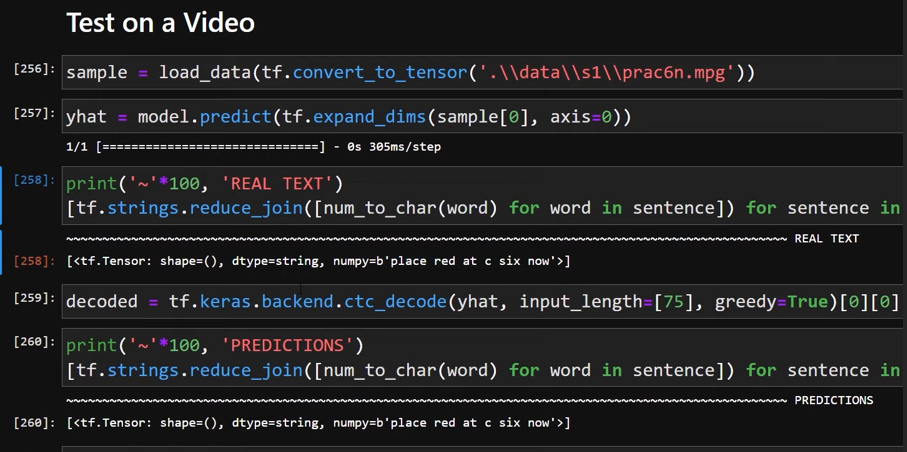 Test on a Video
[256]: sample = load_data(tf.convert_to_tensor('.\\data\\s1\\prac6n.mpg'))
[257]: yhat = model.predict(tf.expand_dims(sample[0], axis=0))
1/1 [==============================] - 0s 305ms/step
[258]: print('~'*100, 'REAL TEXT')
[tf.strings.reduce_join([num_to_char(word) for word in sentence]) for sentence in
~~~~~~~~~~~~~~~~~~~~~~~~~~~~~~~~~~~~~~~~~~~~~~~~~~~~~~~~~~~~~~~~~~~~~~~~~~~~~~~~~~~~~~~~~~~~~~~~~~~~ REAL TEXT
[258]: [<tf.Tensor: shape=(), dtype=string, numpy=b'place red at c six now'>]
[259]: decoded = tf.keras.backend.ctc_decode(yhat, input_length=[75], greedy=True)[0][0]
[260]: print('~'*100, 'PREDICTIONS')
[tf.strings.reduce_join([num_to_char(word) for word in sentence]) for sentence in
~~~~~~~~~~~~~~~~~~~~~~~~~~~~~~~~~~~~~~~~~~~~~~~~~~~~~~~~~~~~~~~~~~~~~~~~~~~~~~~~~~~~~~~~~~~~~~~~~~~~ PREDICTIONS
[260]: [<tf.Tensor: shape=(), dtype=string, numpy=b'place red at c six now'>]